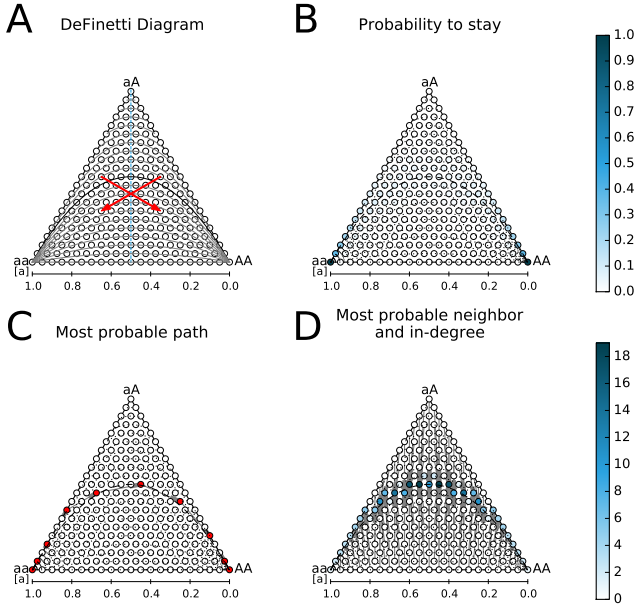 A DeFinetti Diagram
aA
aa AA
[a]
1.0 0.8 0.6 0.4 0.2 0.0
B Probability to stay
aA
aa AA
[a]
1.0 0.8 0.6 0.4 0.2 0.0
1.0
0.9
0.8
0.7
0.6
0.5
0.4
0.3
0.2
0.1
0.0
C Most probable path
aA
aa AA
[a]
1.0 0.8 0.6 0.4 0.2 0.0
D Most probable neighbor
and in-degree
aA
aa AA
[a]
1.0 0.8 0.6 0.4 0.2 0.0
18
16
14
12
10
8
6
4
2
0